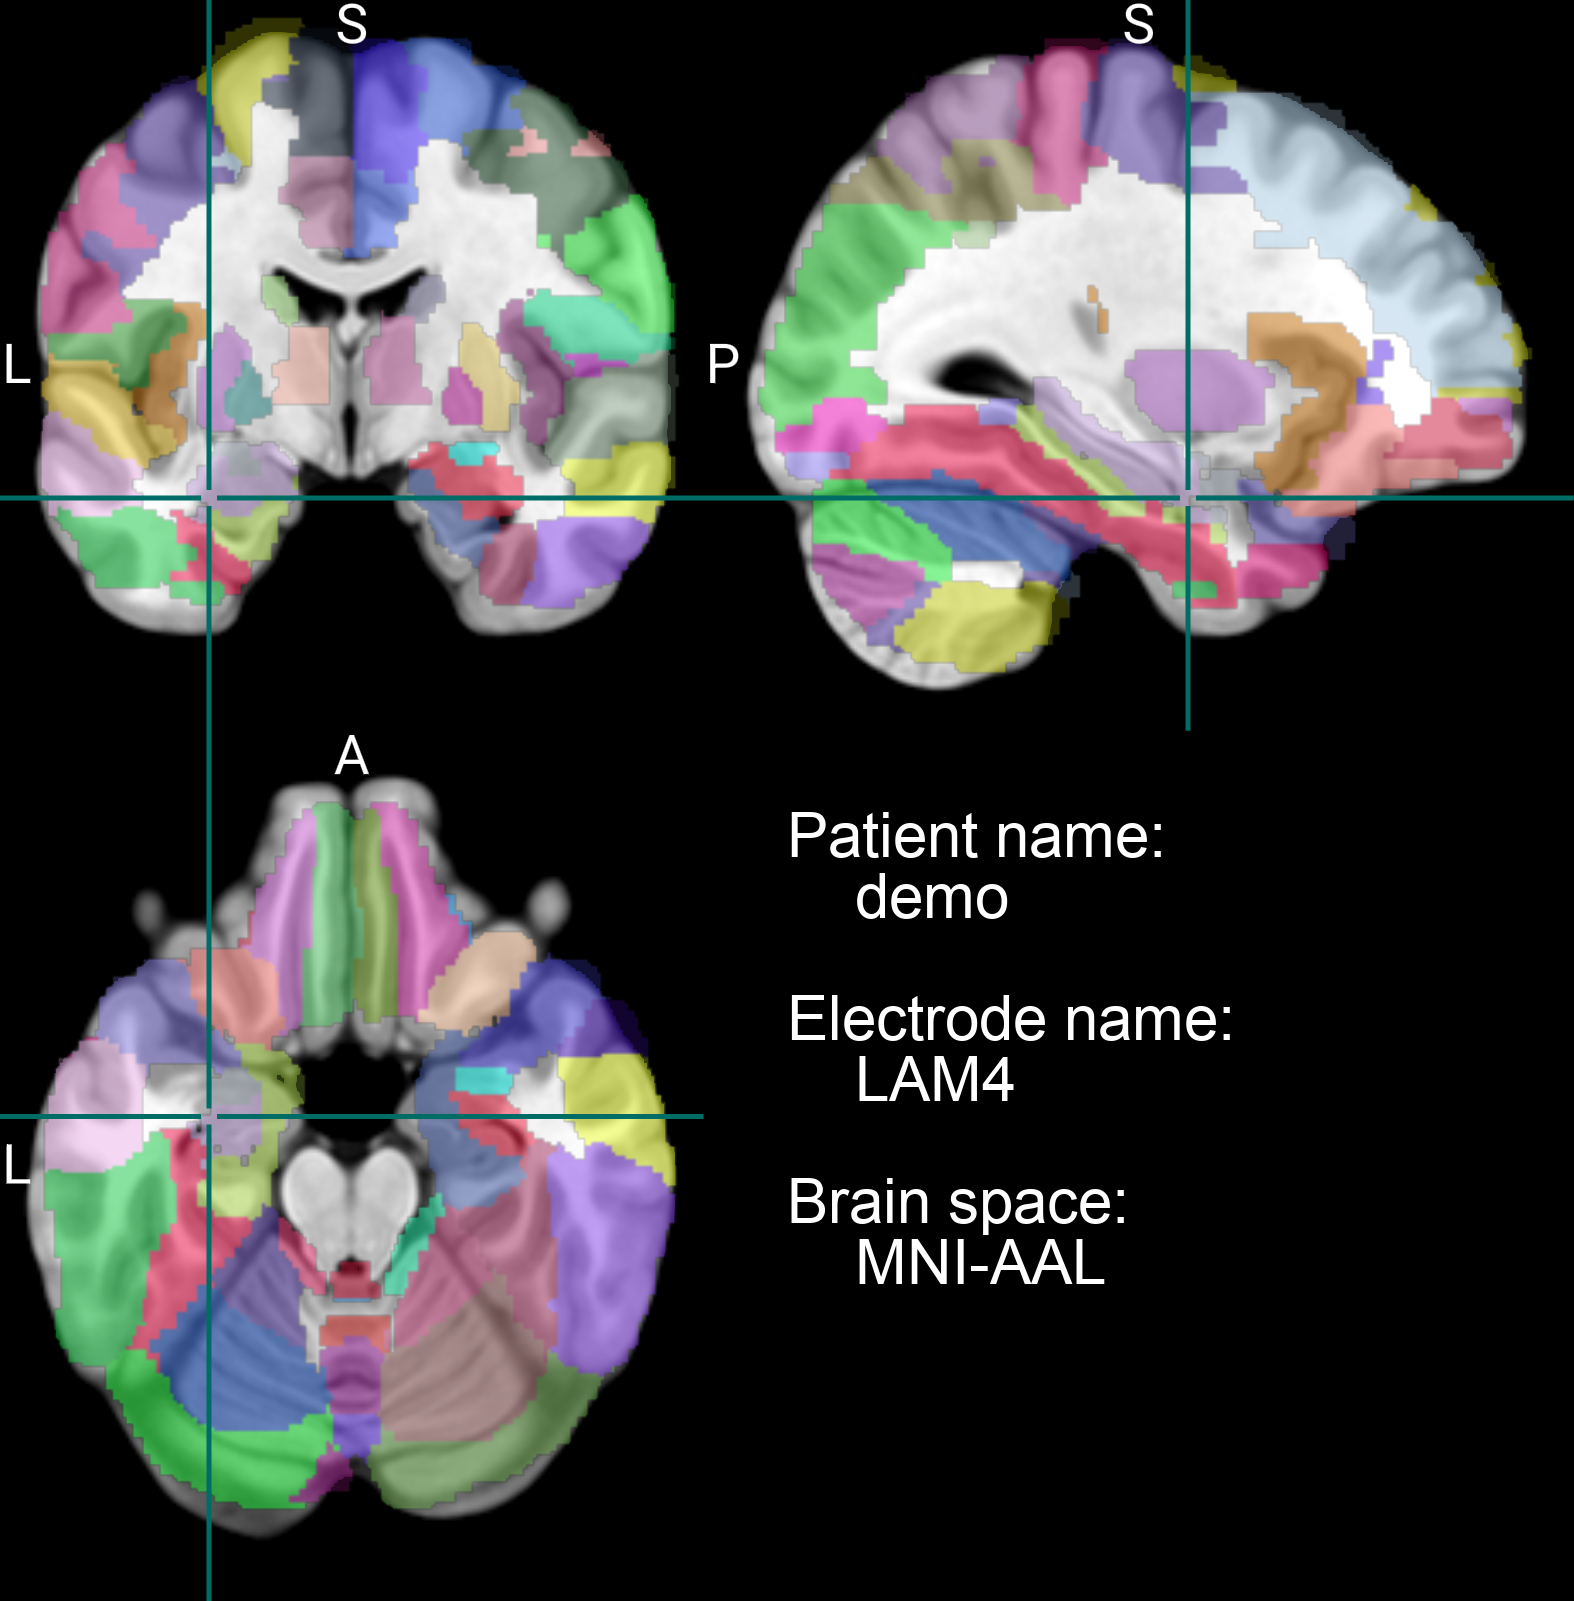 S
S
L
P
A
L
Patient name:
demo
Electrode name:
LAM4
Brain space:
MNI-AAL